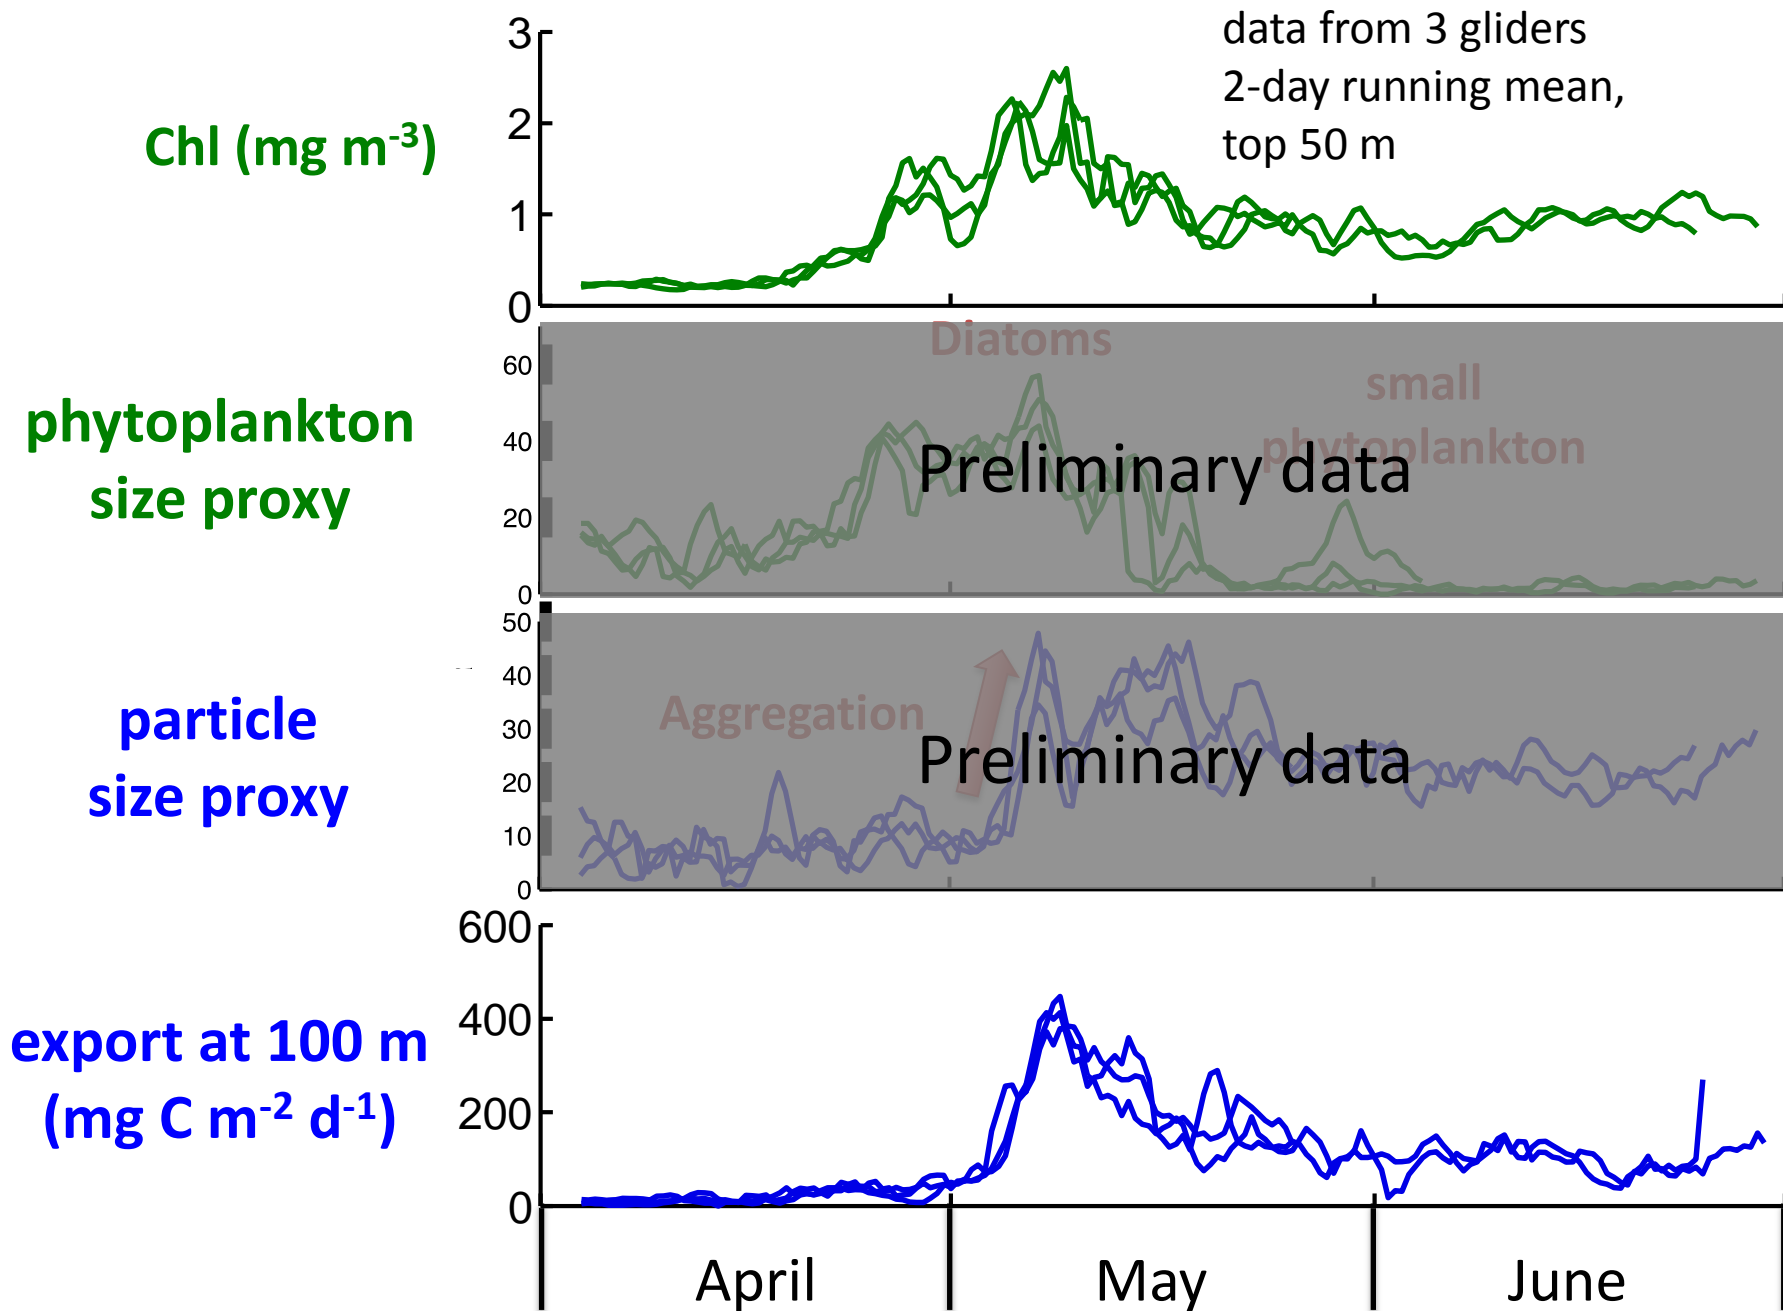 data from 3 gliders
2-day running mean,
top 50 m
Chl (mg m-3)
3
2
1
0
phytoplankton
size proxy
60
40
20
0
Diatoms
small
phytoplankton
Preliminary data
particle
size proxy
50
40
30
20
10
0
Aggregation
Preliminary data
export at 100 m
(mg C m-2 d-1)
600
400
200
0
April May June